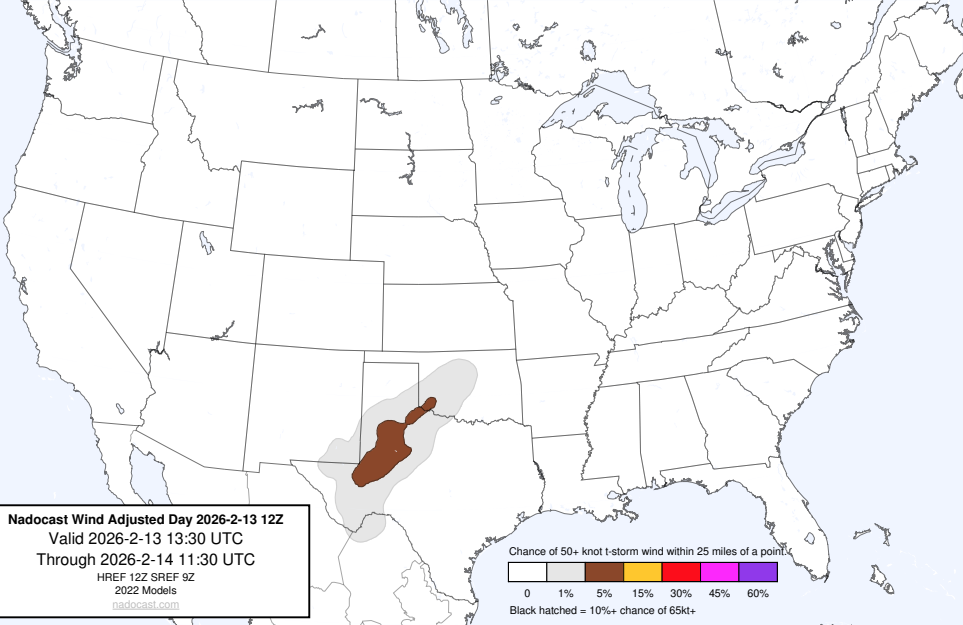 Nadocast Wind Adjusted Day 2026-2-13 12Z
Valid 2026-2-13 13:30 UTC
Through 2026-2-14 11:30 UTC
HREF 12Z SREF 9Z
2022 Models
nadocast.com
Chance of 50+ knot t-storm wind within 25 miles of a point.
0 1% 5% 15% 30% 45% 60%
Black hatched = 10%+ chance of 65kt+